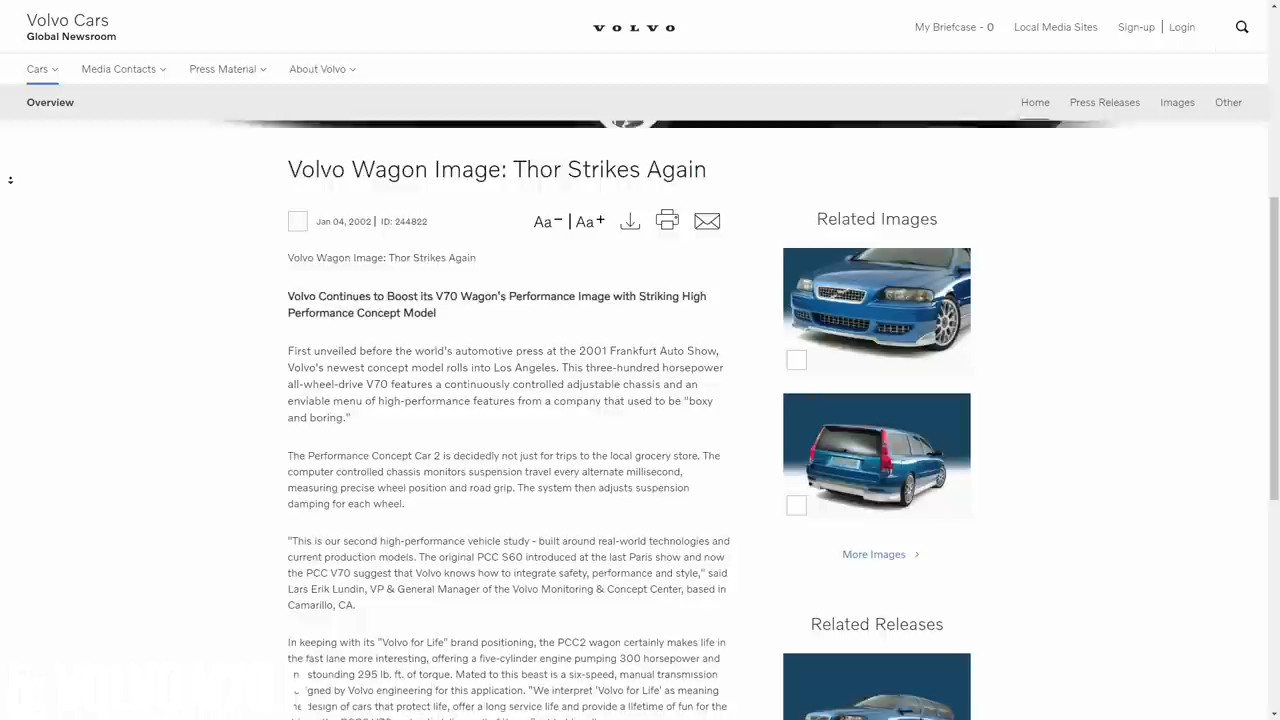 Volvo Cars
Global Newsroom
VOLVO
My Briefcase - 0
Local Media Sites
Sign-up | Login
Cars
Media Contacts
Press Material
About Volvo
Overview
Home
Press Releases
Images
Other
Volvo Wagon Image: Thor Strikes Again
Jan 04, 2002 | ID: 244822
Aa− | Aa+
Volvo Wagon Image: Thor Strikes Again
Volvo Continues to Boost its V70 Wagon's Performance Image with Striking High
Performance Concept Model
First unveiled before the world's automotive press at the 2001 Frankfurt Auto Show,
Volvo's newest concept model rolls into Los Angeles. This three-hundred horsepower
all-wheel-drive V70 features a continuously controlled adjustable chassis and an
enviable menu of high-performance features from a company that used to be "boxy
and boring."
The Performance Concept Car 2 is decidedly not just for trips to the local grocery store. The
computer controlled chassis monitors suspension travel every alternate millisecond,
measuring precise wheel position and road grip. The system then adjusts suspension
damping for each wheel.
"This is our second high-performance vehicle study - built around real-world technologies and
current production models. The original PCC S60 introduced at the last Paris show and now
the PCC V70 suggest that Volvo knows how to integrate safety, performance and style," said
Lars Erik Lundin, VP & General Manager of the Volvo Monitoring & Concept Center, based in
Camarillo, CA.
In keeping with its "Volvo for Life" brand positioning, the PCC2 wagon certainly makes life in
the fast lane more interesting, offering a five-cylinder engine pumping 300 horsepower and
stounding 295 lb. ft. of torque. Mated to this beast is a six-speed, manual transmission
igned by Volvo engineering for this application. "We interpret 'Volvo for Life' as meaning
he design of cars that protect life, offer a long service life and provide a lifetime of fun for the
Related Images
More Images
Related Releases